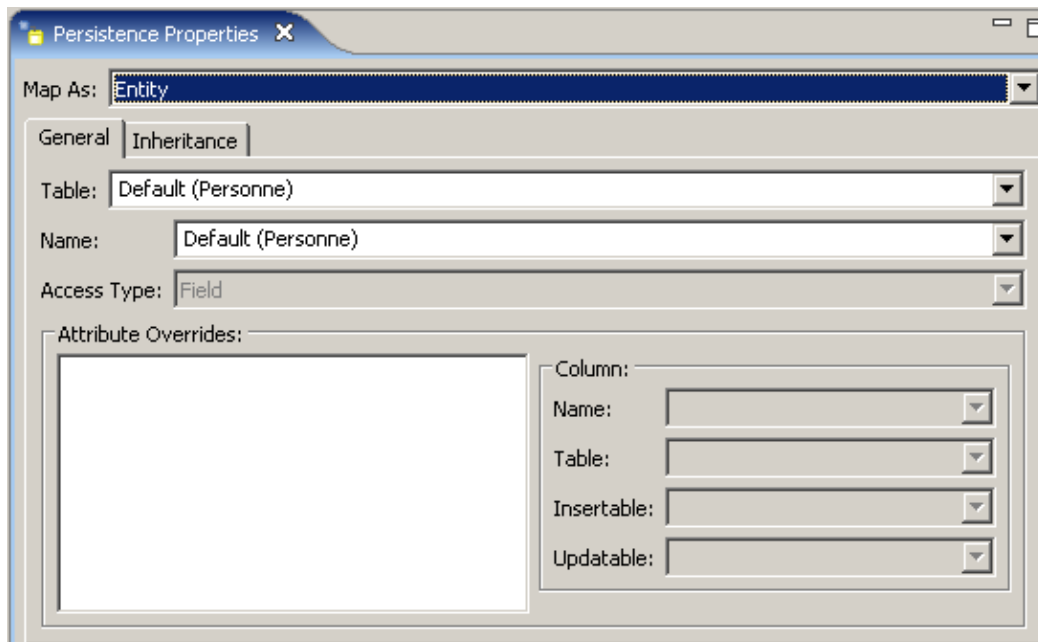 Persistence Properties
Map As: Entity
General Inheritance
Table: Default (Personne)
Name: Default (Personne)
Access Type: Field
Attribute Overrides:
Column:
Name:
Table:
Insertable:
Updatable: